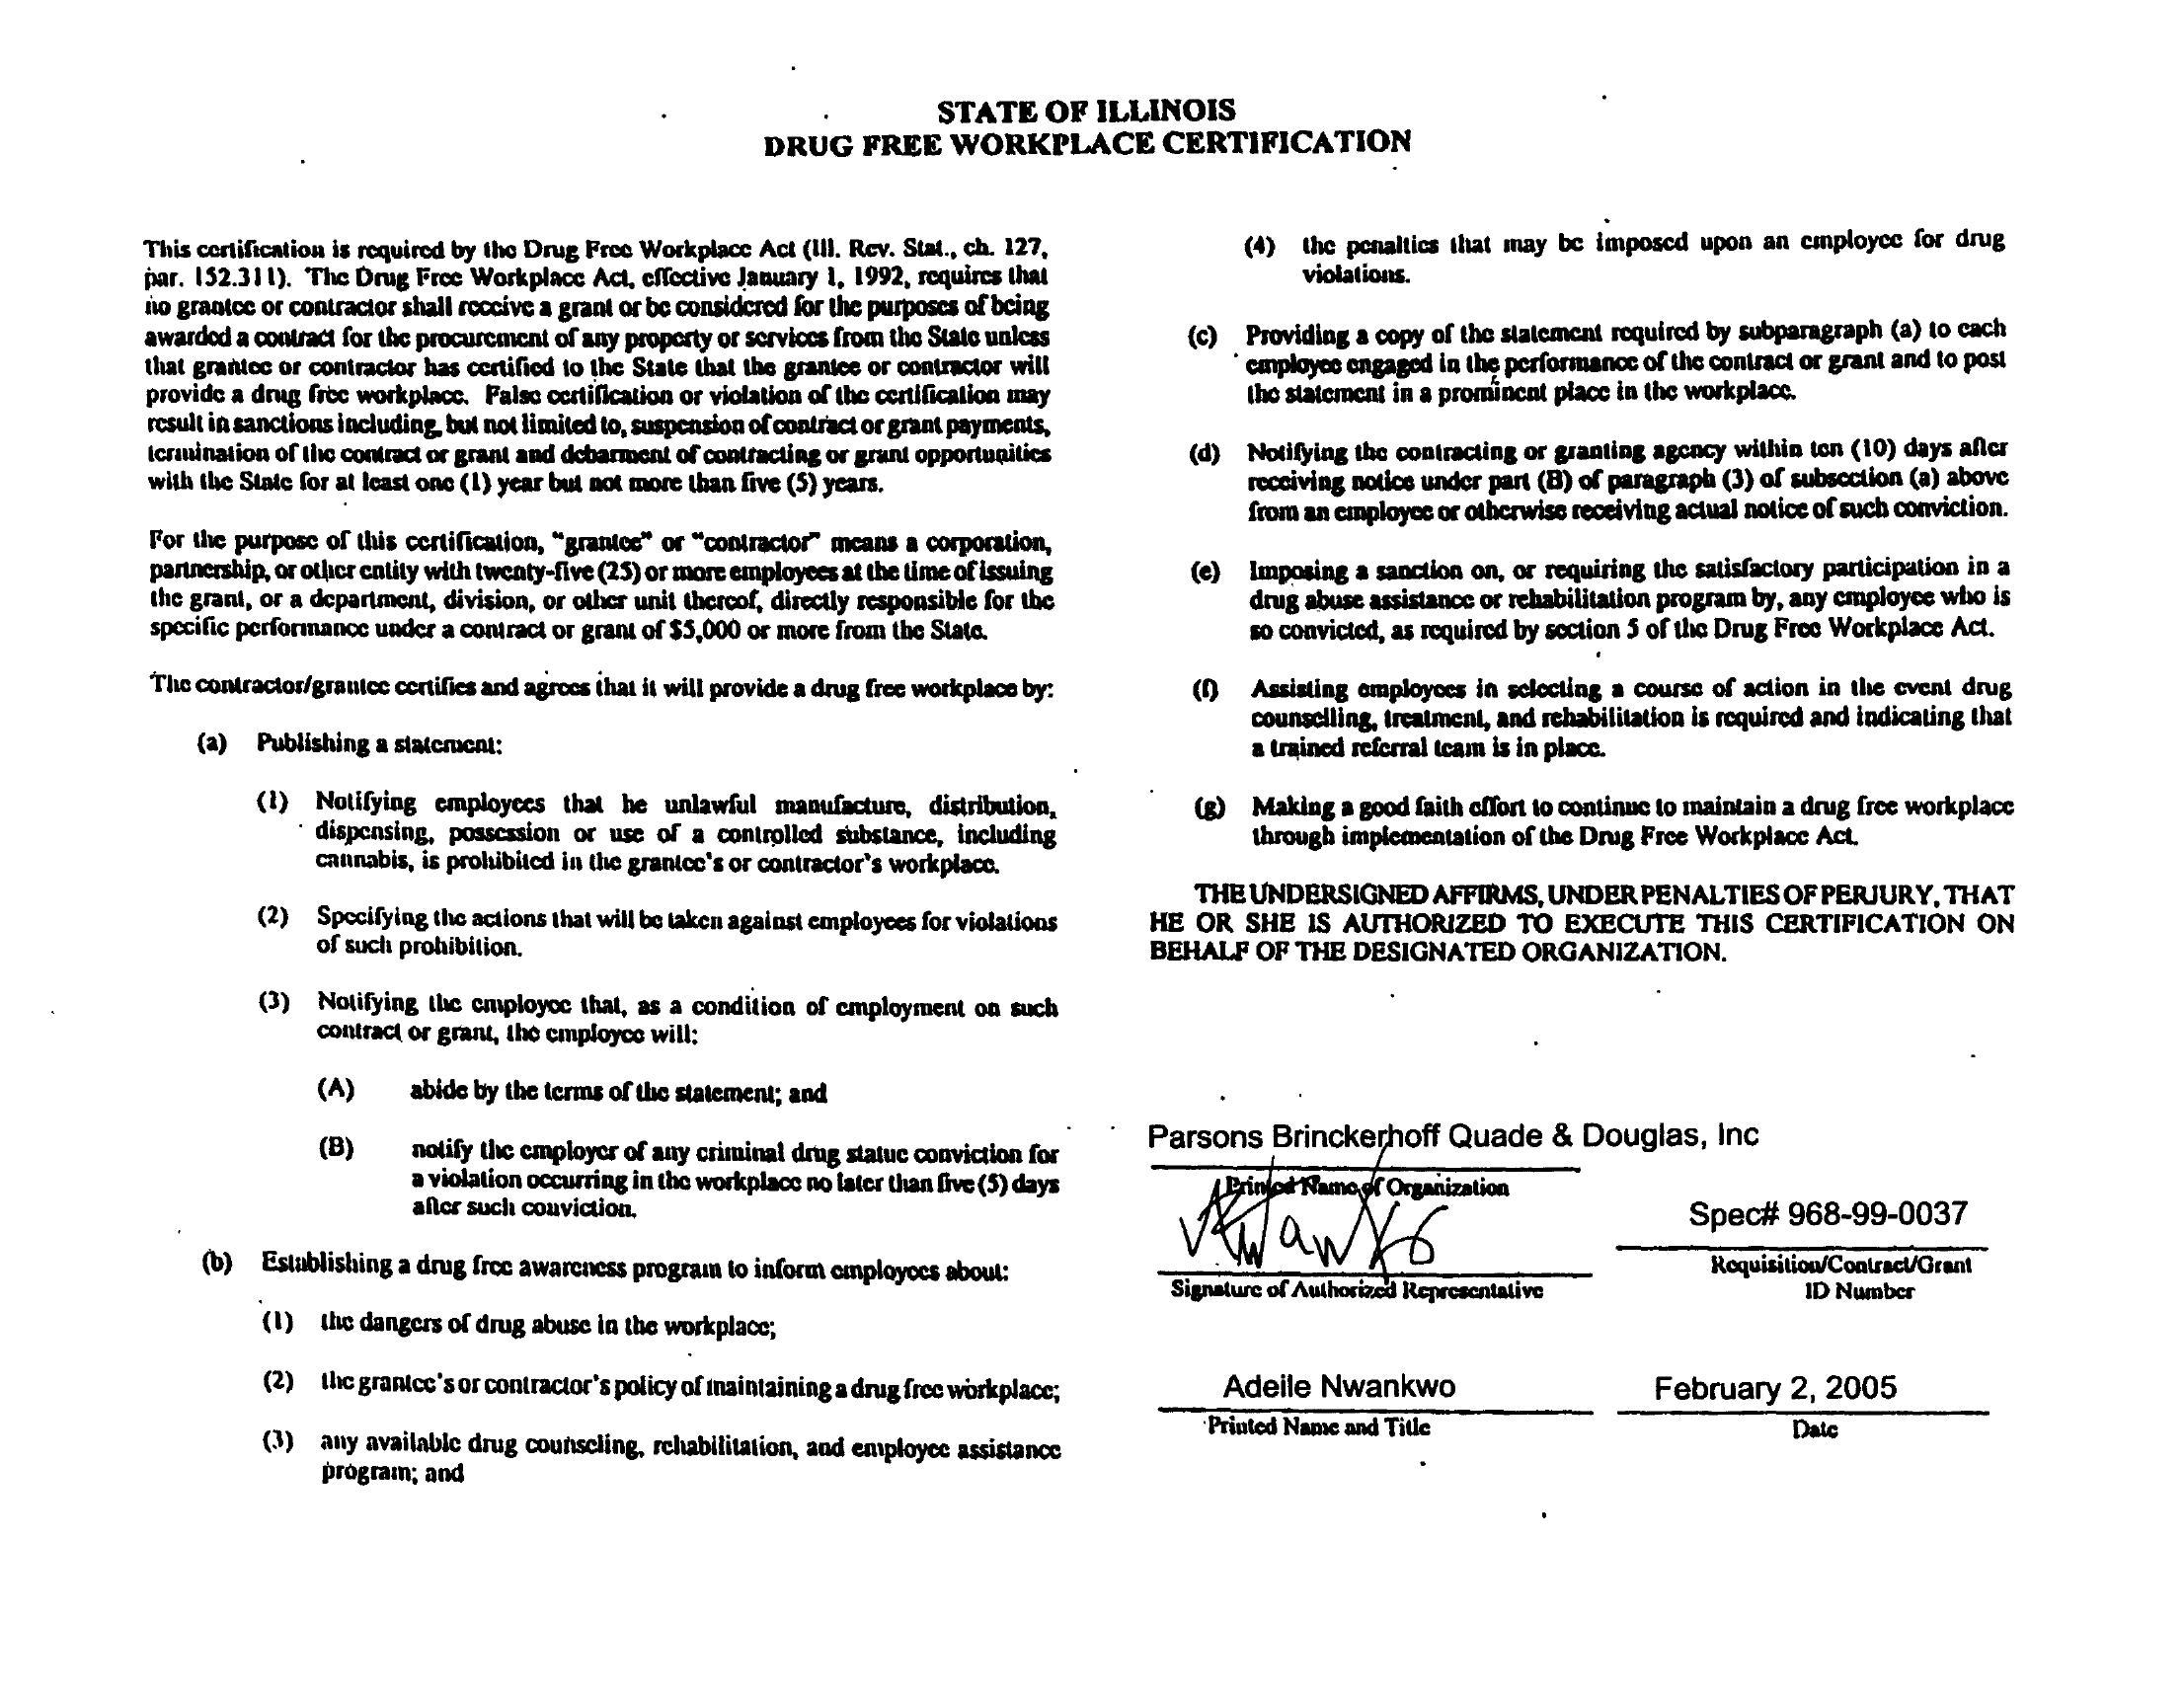 STATE OF ILLINOIS
DRUG FREE WORKPLACE CERTIFICATION
This certification is required by the Drug Free Workplace Act (Ill. Rev. Stat., ch. 127,
par. 152.311). The Drug Free Workplace Act, effective January 1, 1992, requires that
no grantee or contractor shall receive a grant or be considered for the purposes of being
awarded a contract for the procurement of any property or services from the State unless
that grantee or contractor has certified to the State that the grantee or contractor will
provide a drug free workplace. False certification or violation of the certification may
result in sanctions including, but not limited to, suspension of contract or grant payments,
termination of the contract or grant and debarment of contracting or grant opportunities
with the State for at least one (1) year but not more than five (5) years.
For the purpose of this certification, "grantee" or "contractor" means a corporation,
partnership, or other entity with twenty-five (25) or more employees at the time of issuing
the grant, or a department, division, or other unit thereof, directly responsible for the
specific performance under a contract or grant of $5,000 or more from the State.
The contractor/grantee certifies and agrees that it will provide a drug free workplace by:
(a) Publishing a statement:
(1) Notifying employees that he unlawful manufacture, distribution,
dispensing, possession or use of a controlled substance, including
cannabis, is prohibited in the grantee's or contractor's workplace.
(2) Specifying the actions that will be taken against employees for violations
of such prohibition.
(3) Notifying the employee that, as a condition of employment on such
contract or grant, the employee will:
(A) abide by the terms of the statement; and
(B) notify the employer of any criminal drug statue conviction for
a violation occurring in the workplace no later than five (5) days
after such conviction.
(b) Establishing a drug free awareness program to inform employees about:
(1) the dangers of drug abuse in the workplace;
(2) the grantee's or contractor's policy of maintaining a drug free workplace;
(3) any available drug counseling, rehabilitation, and employee assistance
program; and
(4) the penalties that may be imposed upon an employee for drug
violations.
(c) Providing a copy of the statement required by subparagraph (a) to each
employee engaged in the performance of the contract or grant and to post
the statement in a prominent place in the workplace.
(d) Notifying the contracting or granting agency within ten (10) days after
receiving notice under part (B) of paragraph (3) of subsection (a) above
from an employee or otherwise receiving actual notice of such conviction.
(e) Imposing a sanction on, or requiring the satisfactory participation in a
drug abuse assistance or rehabilitation program by, any employee who is
so convicted, as required by section 5 of the Drug Free Workplace Act.
(f) Assisting employees in selecting a course of action in the event drug
counselling, treatment, and rehabilitation is required and indicating that
a trained referral team is in place.
(g) Making a good faith effort to continue to maintain a drug free workplace
through implementation of the Drug Free Workplace Act.
THE UNDERSIGNED AFFIRMS, UNDER PENALTIES OF PERJURY, THAT
HE OR SHE IS AUTHORIZED TO EXECUTE THIS CERTIFICATION ON
BEHALF OF THE DESIGNATED ORGANIZATION.
Parsons Brinckerhoff Quade & Douglas, Inc
Printed Name of Organization
Spec# 968-99-0037
Requisition/Contract/Grant
ID Number
Signature of Authorized Representative
Adeile Nwankwo
Printed Name and Title
February 2, 2005
Date